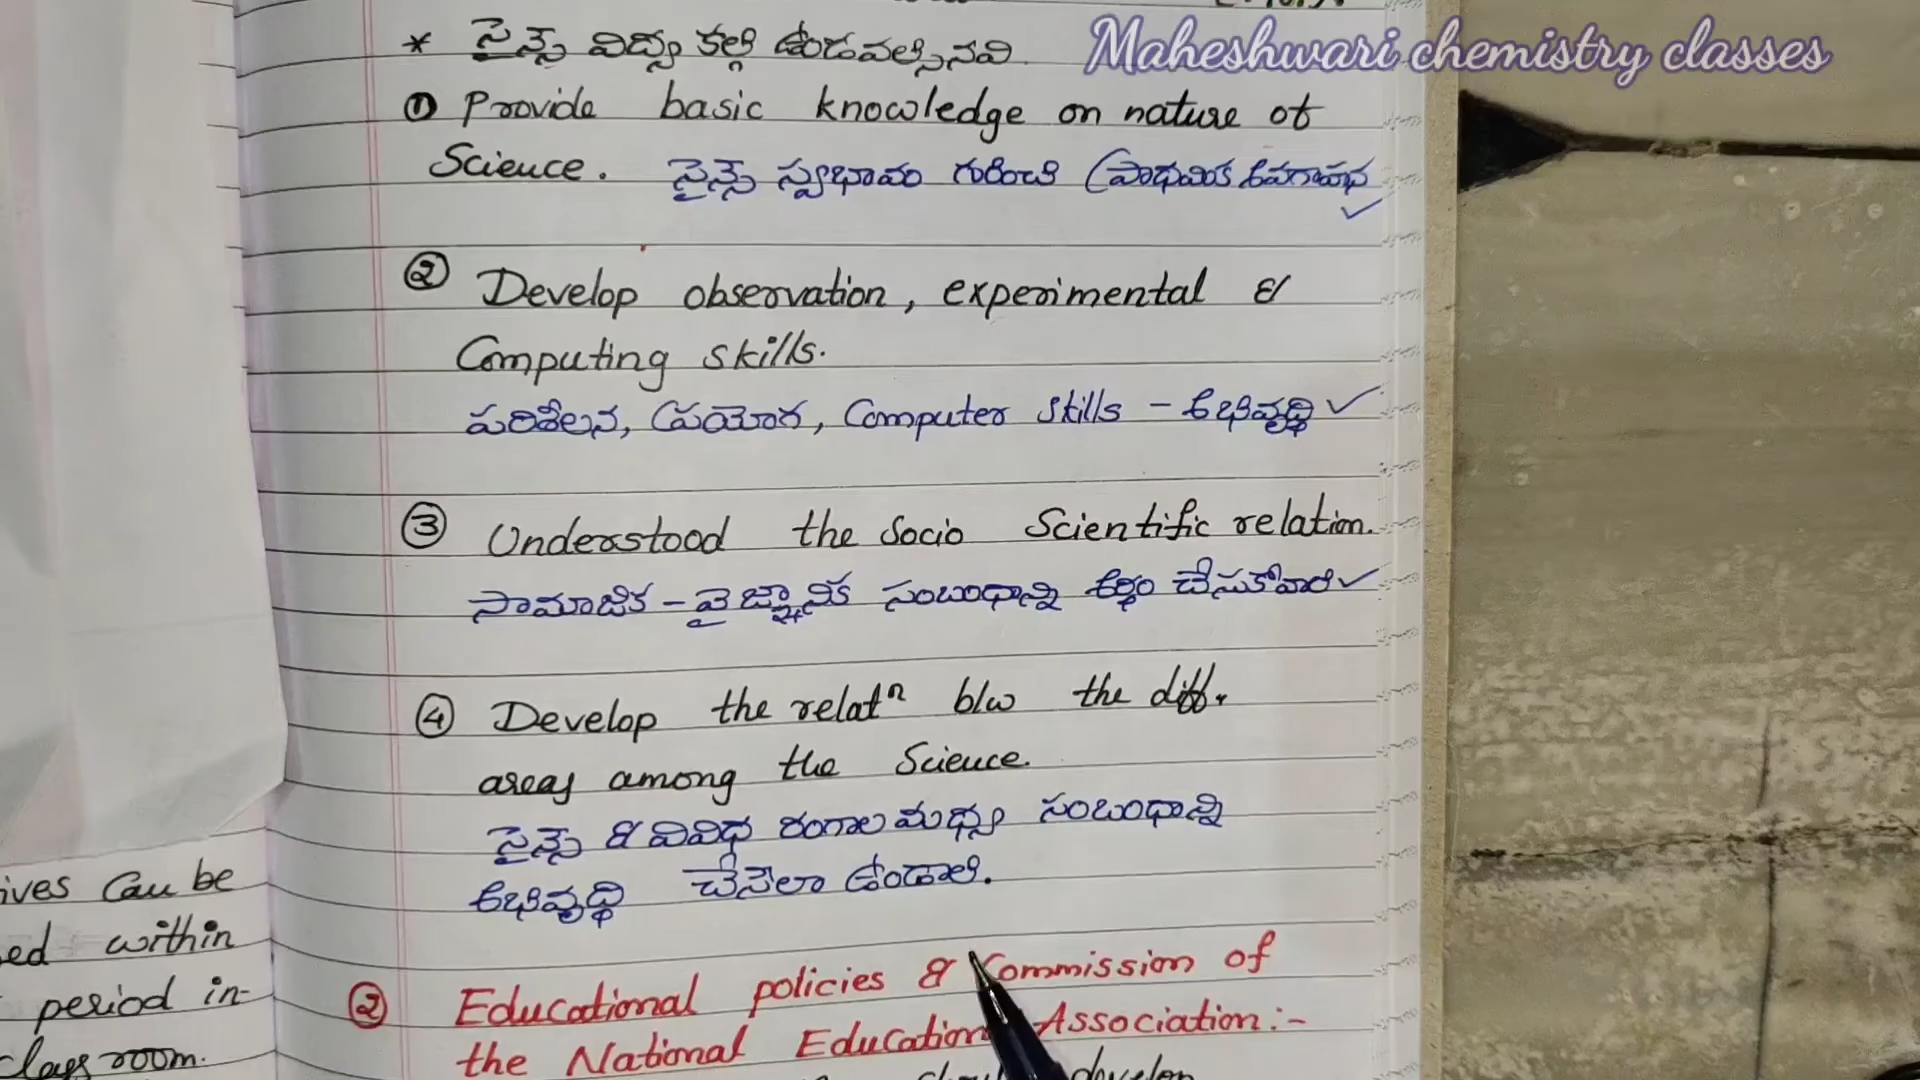 Maheshwari chemistry classes
* సైన్స్ విద్య కల్గి ఉండవల్సినవి.
① Provide basic knowledge on nature of
Science. సైన్స్ స్వభావం గురించి ప్రాధమిక అవగాహన ✓
② Develop observation, experimental &
Computing skills.
పరిశీలన, ప్రయోగ, Computer skills - అభివృద్ధి ✓
③ Understood the Socio Scientific relation.
సామాజిక - వైజ్ఞానిక సంబంధాన్ని అర్థం చేసుకోవాలి ✓
④ Develop the relatⁿ b/w the diff.
areas among the Science.
సైన్స్ & వివిధ రంగాల మధ్య సంబంధాన్ని
అభివృద్ధి చేసేలా ఉండాలి.
② Educational policies & Commission of
the National Education Association :-
develop
ives can be
ed within
period in-
class room.